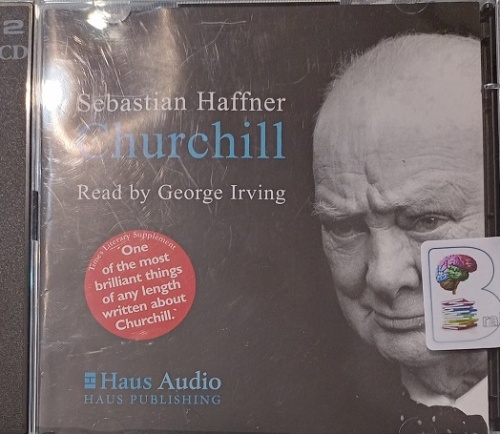 2
CD
Sebastian Haffner
Churchill
Read by George Irving
Times Literary Supplement
"One
of the most
brilliant things
of any length
written about
Churchill."
Haus Audio
HAUS PUBLISHING
B